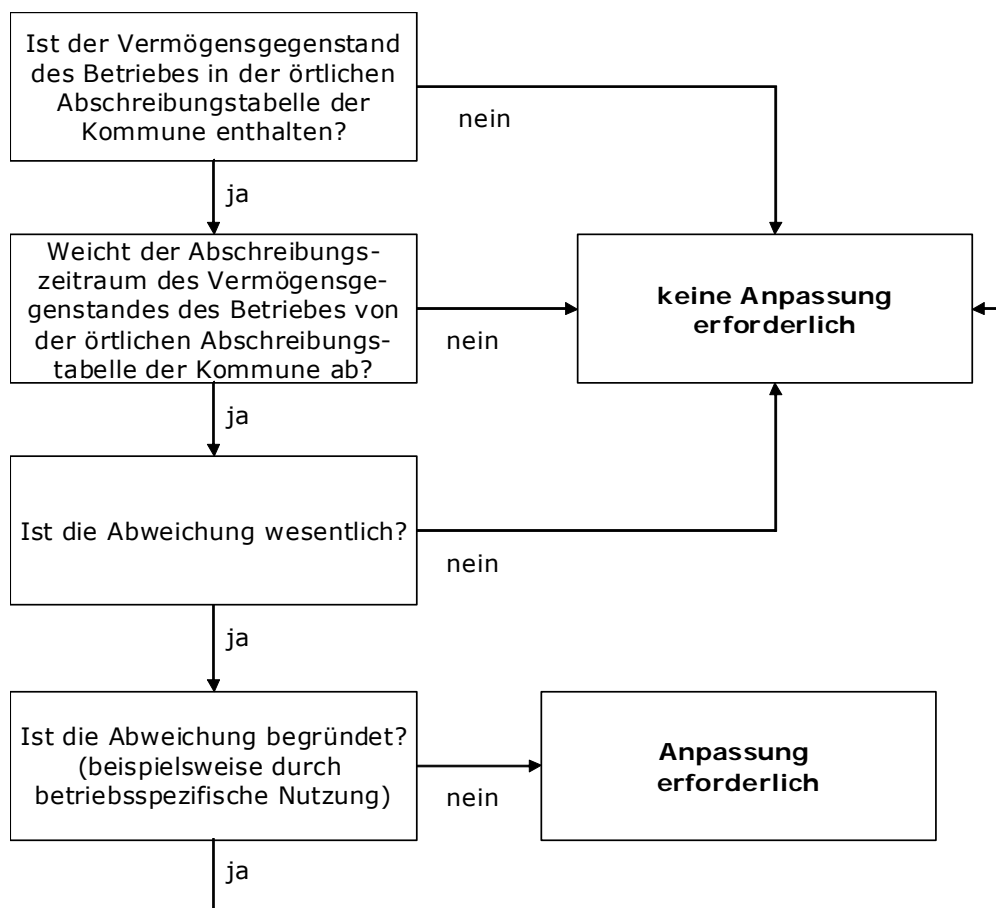 Ist der Vermögensgegenstand
des Betriebes in der örtlichen
Abschreibungstabelle der
Kommune enthalten?
nein
ja
Weicht der Abschreibungs-
zeitraum des Vermögensge-
genstandes des Betriebes von
der örtlichen Abschreibungs-
tabelle der Kommune ab?
nein
keine Anpassung
erforderlich
ja
Ist die Abweichung wesentlich?
nein
ja
Ist die Abweichung begründet?
(beispielsweise durch
betriebsspezifische Nutzung)
nein
Anpassung
erforderlich
ja